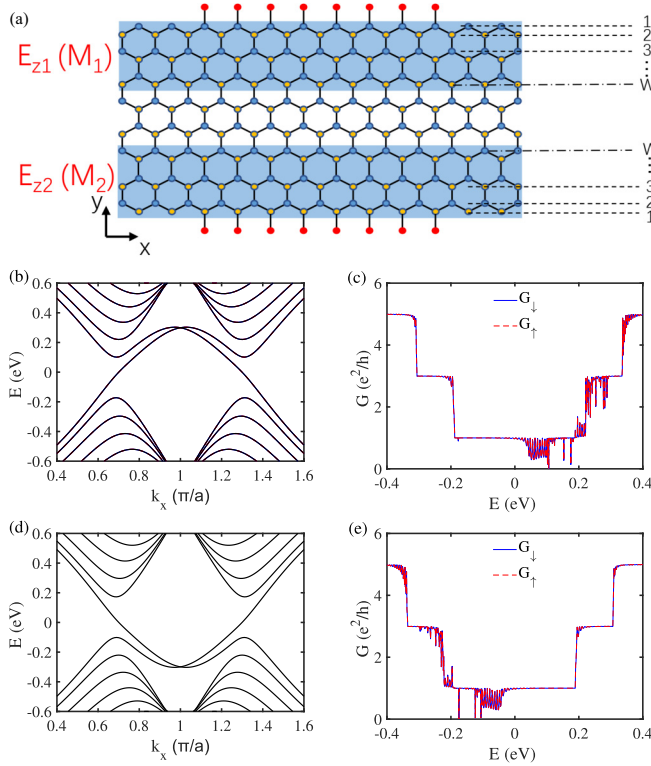 (a)
1
2
3
⋮
W
E_z1 (M_1)
W
⋮
3
2
1
E_z2 (M_2)
y
x
(b)
0.6
0.4
0.2
0
-0.2
-0.4
-0.6
E (eV)
0.4 0.6 0.8 1 1.2 1.4 1.6
k_x (π/a)
(c)
6
4
2
0
G (e²/h)
G↓
G↑
-0.4 -0.2 0 0.2 0.4
E (eV)
(d)
0.6
0.4
0.2
0
-0.2
-0.4
-0.6
E (eV)
0.4 0.6 0.8 1 1.2 1.4 1.6
k_x (π/a)
(e)
6
4
2
0
G (e²/h)
G↓
G↑
-0.4 -0.2 0 0.2 0.4
E (eV)